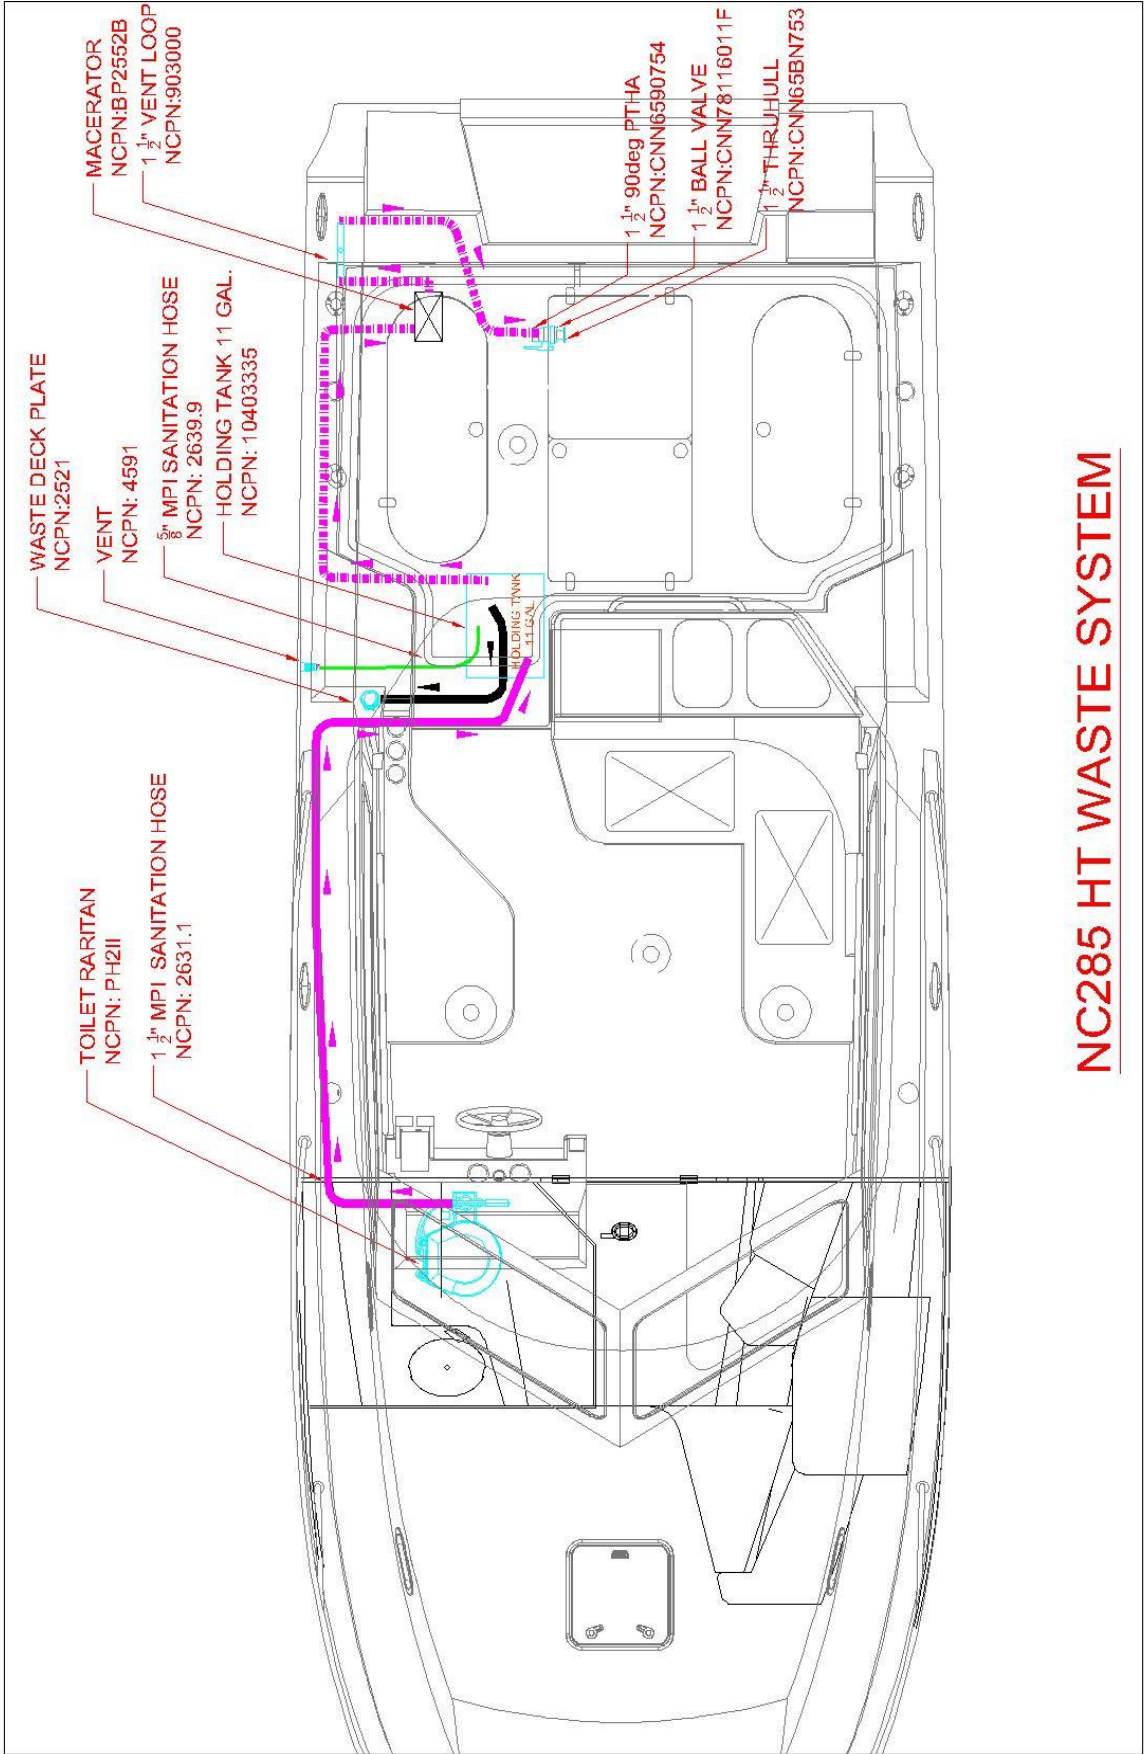 TOILET RARITAN
NCPN: PH2II
1 1/2" MPI SANITATION HOSE
NCPN: 2631.1
WASTE DECK PLATE
NCPN:2521
VENT
NCPN: 4591
5/8" MPI SANITATION HOSE
NCPN: 2639.9
HOLDING TANK 11 GAL.
NCPN: 10403335
MACERATOR
NCPN:BP2552B
1 1/2" VENT LOOP
NCPN:903000
HOLDING TANK
11 GAL
1 1/2" 90deg PTHA
NCPN:CNN6590754
1 1/2" BALL VALVE
NCPN:CNN78116011F
1 1/2" THRUHULL
NCPN:CNN65BN753
NC285 HT WASTE SYSTEM